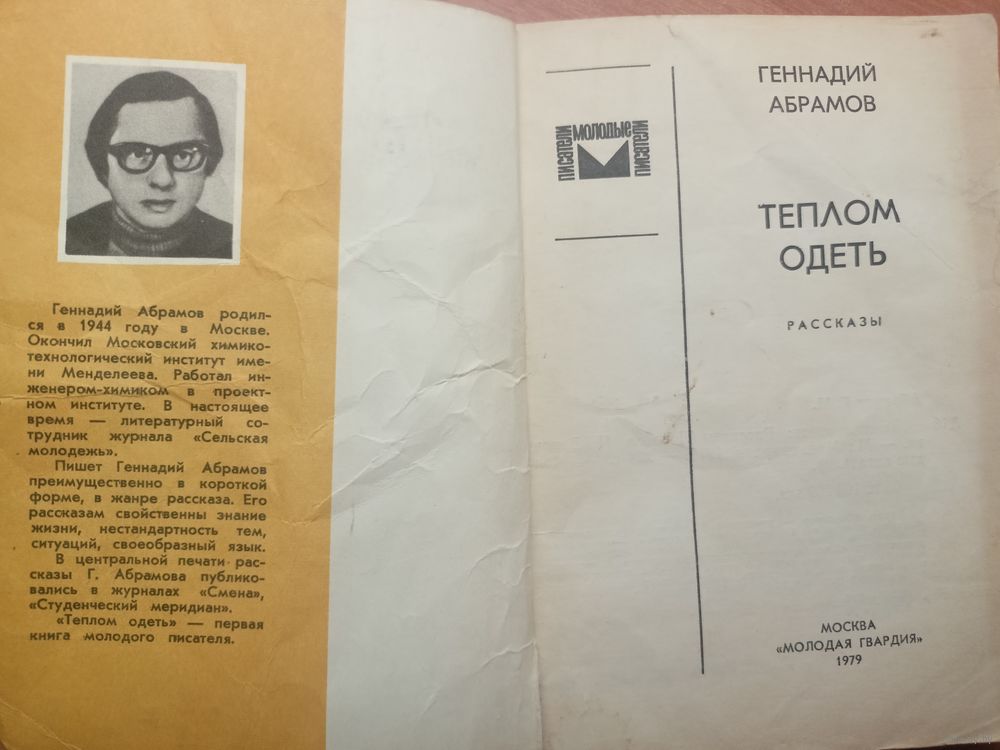 Геннадий Абрамов родил-
ся в 1944 году в Москве.
Окончил Московский химико-
технологический институт име-
ни Менделеева. Работал ин-
женером-химиком в проект-
ном институте. В настоящее
время — литературный со-
трудник журнала «Сельская
молодежь».
Пишет Геннадий Абрамов
преимущественно в короткой
форме, в жанре рассказа. Его
рассказам свойственны знание
жизни, нестандартность тем,
ситуаций, своеобразный язык.
В центральной печати рас-
сказы Г. Абрамова публико-
вались в журналах «Смена»,
«Студенческий меридиан».
«Теплом одеть» — первая
книга молодого писателя.
писатели
молодые
писатели
ГЕННАДИЙ
АБРАМОВ
ТЕПЛОМ
ОДЕТЬ
РАССКАЗЫ
МОСКВА
«МОЛОДАЯ ГВАРДИЯ»
1979